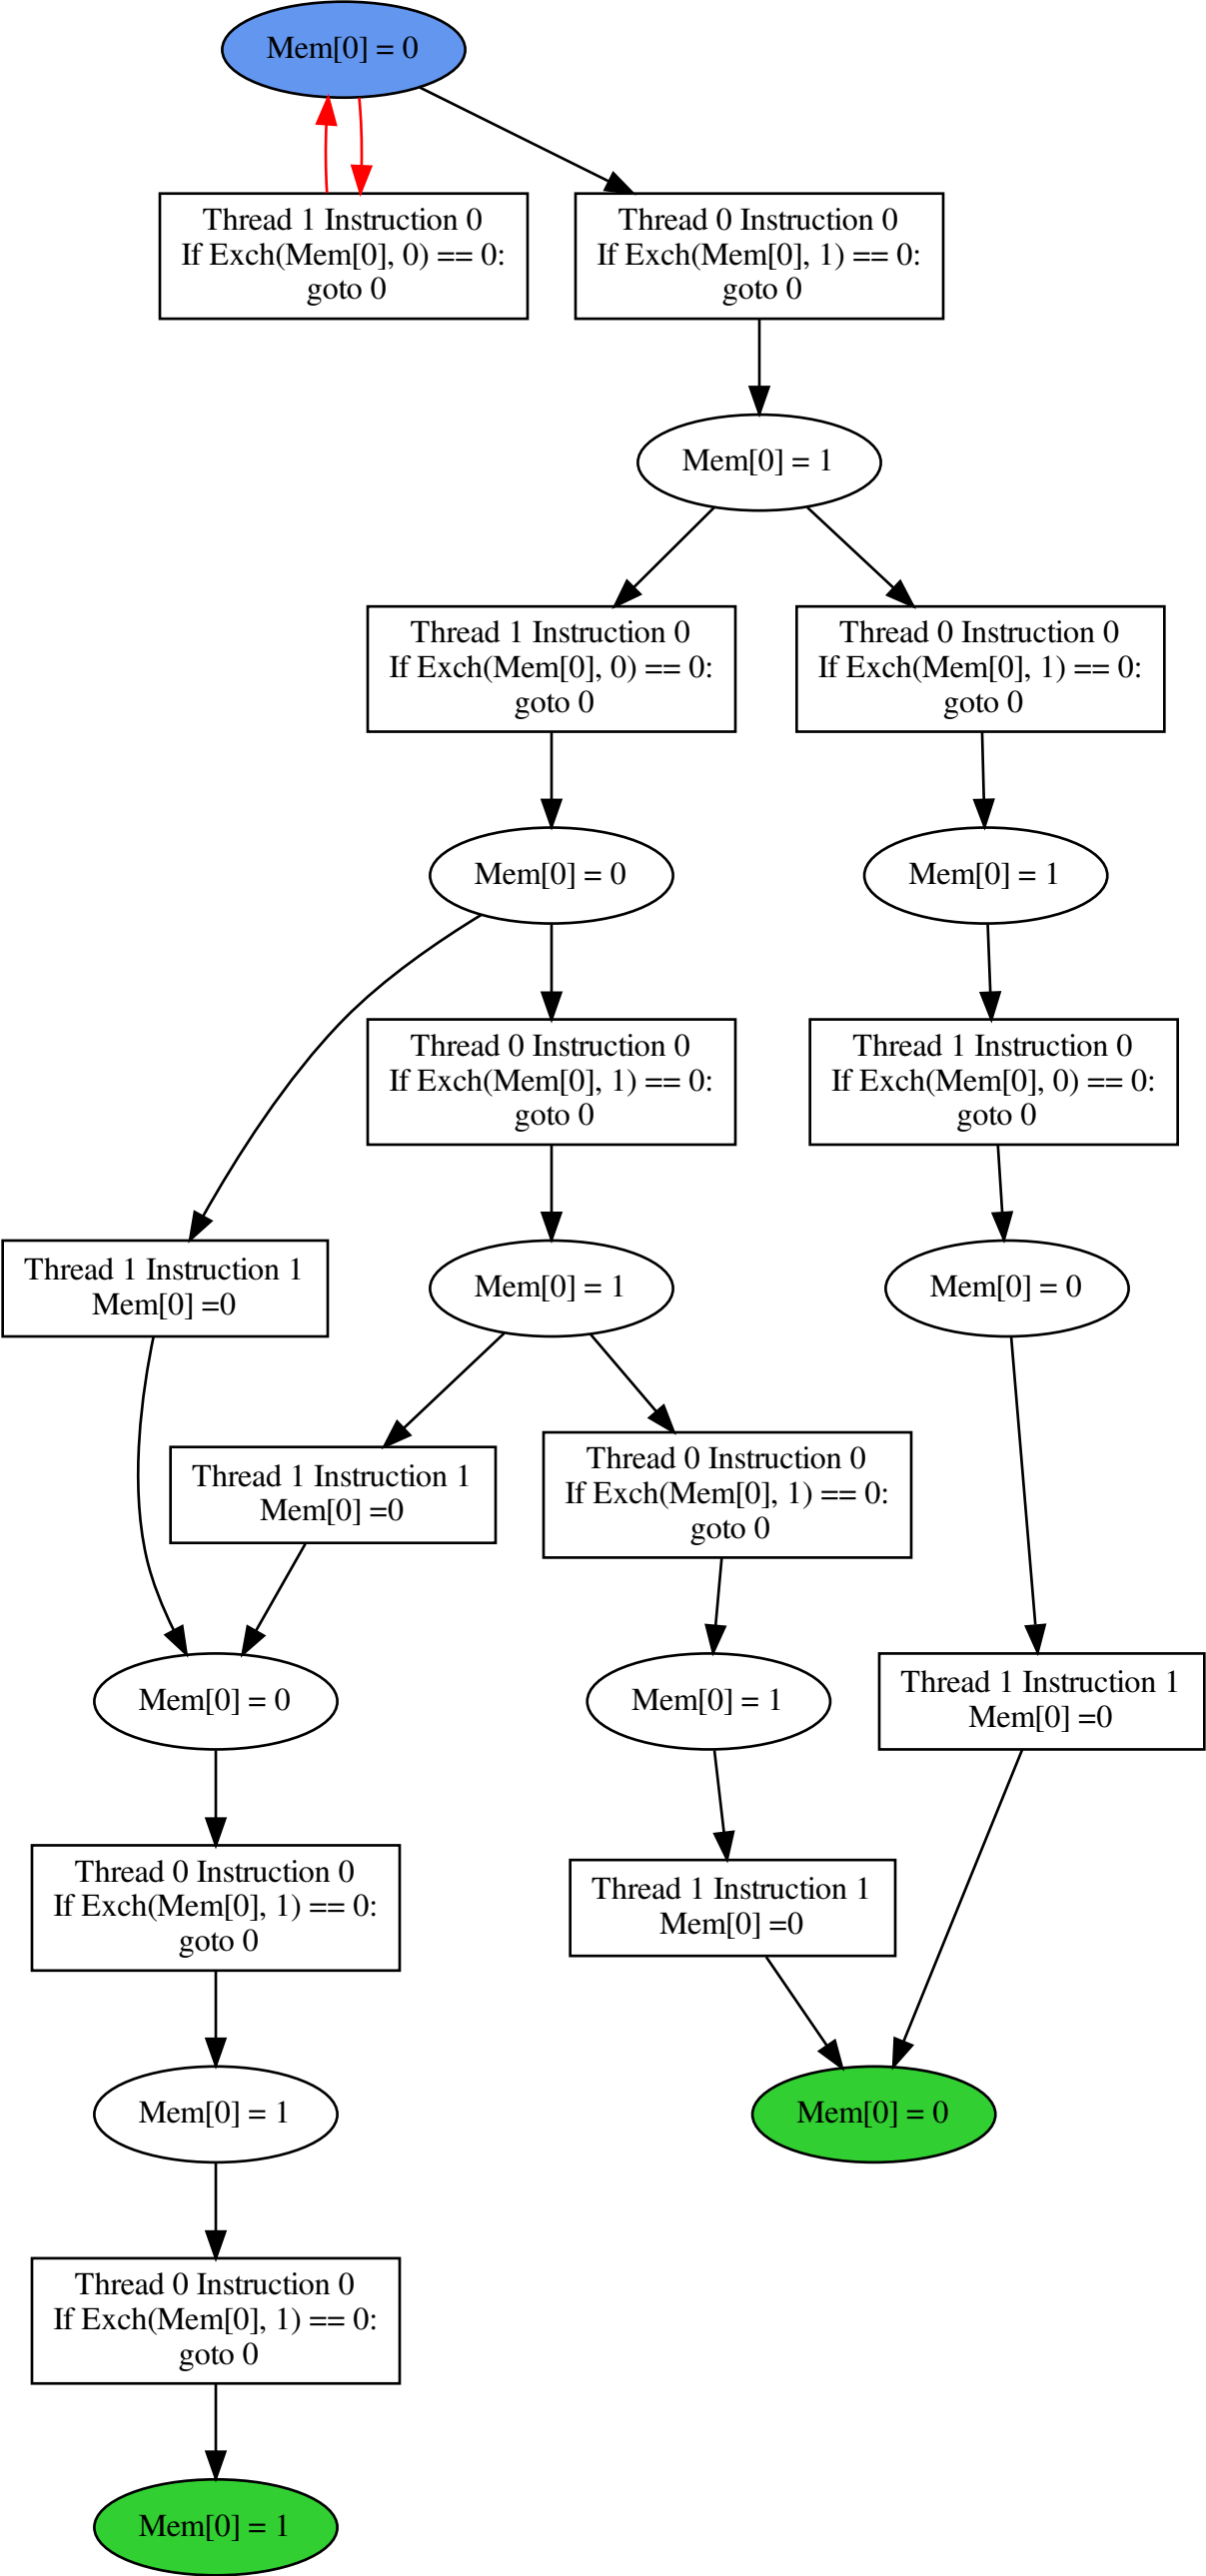 Mem[0] = 0
Thread 1 Instruction 0
If Exch(Mem[0], 0) == 0:
goto 0
Thread 0 Instruction 0
If Exch(Mem[0], 1) == 0:
goto 0
Mem[0] = 1
Thread 1 Instruction 0
If Exch(Mem[0], 0) == 0:
goto 0
Thread 0 Instruction 0
If Exch(Mem[0], 1) == 0:
goto 0
Mem[0] = 0
Mem[0] = 1
Thread 0 Instruction 0
If Exch(Mem[0], 1) == 0:
goto 0
Thread 1 Instruction 0
If Exch(Mem[0], 0) == 0:
goto 0
Thread 1 Instruction 1
Mem[0] =0
Mem[0] = 1
Mem[0] = 0
Thread 1 Instruction 1
Mem[0] =0
Thread 0 Instruction 0
If Exch(Mem[0], 1) == 0:
goto 0
Mem[0] = 0
Mem[0] = 1
Thread 1 Instruction 1
Mem[0] =0
Thread 0 Instruction 0
If Exch(Mem[0], 1) == 0:
goto 0
Thread 1 Instruction 1
Mem[0] =0
Mem[0] = 1
Mem[0] = 0
Thread 0 Instruction 0
If Exch(Mem[0], 1) == 0:
goto 0
Mem[0] = 1